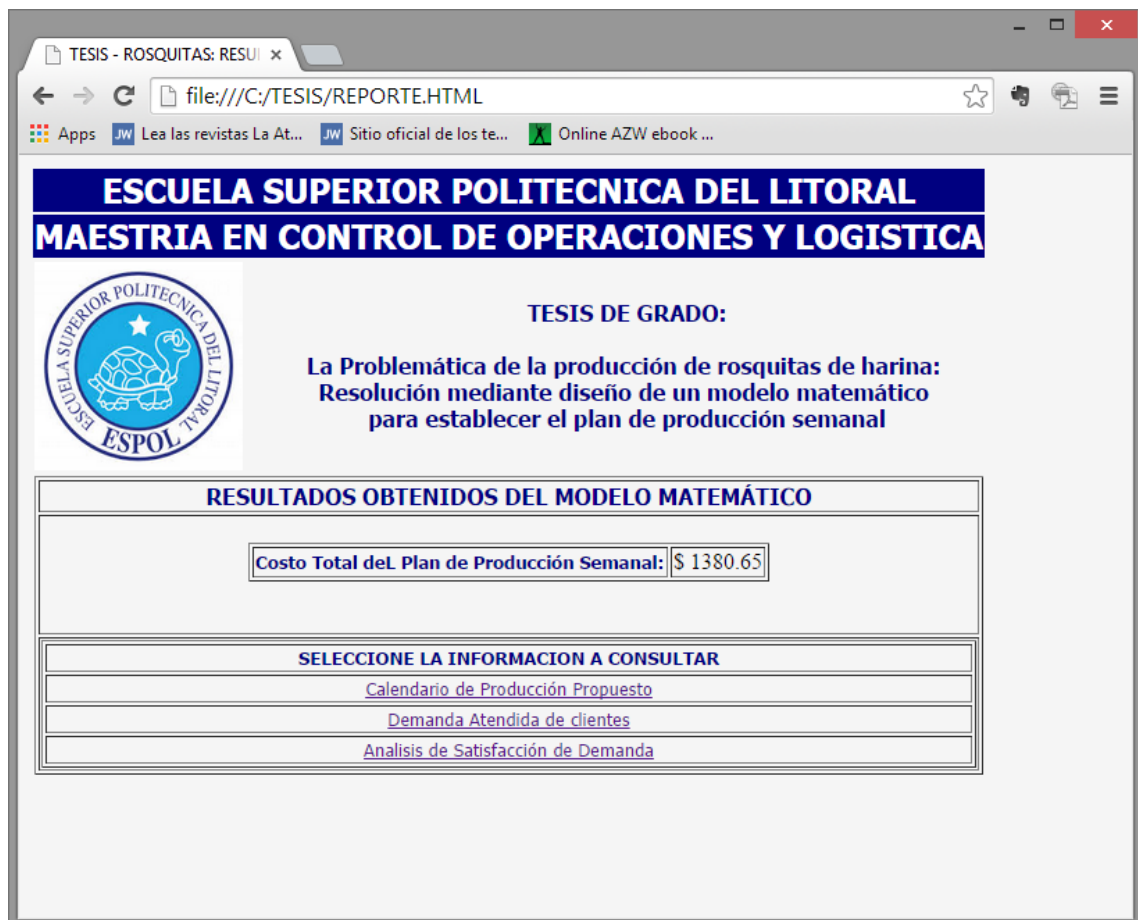 TESIS - ROSQUITAS: RESU
file:///C:/TESIS/REPORTE.HTML
Apps JW Lea las revistas La At... JW Sitio oficial de los te... Online AZW ebook ...
ESCUELA SUPERIOR POLITECNICA DEL LITORAL
MAESTRIA EN CONTROL DE OPERACIONES Y LOGISTICA
ESCUELA SUPERIOR POLITECNICA DEL LITORAL
ESPOL
TESIS DE GRADO:
La Problemática de la producción de rosquitas de harina:
Resolución mediante diseño de un modelo matemático
para establecer el plan de producción semanal
RESULTADOS OBTENIDOS DEL MODELO MATEMÁTICO
Costo Total deL Plan de Producción Semanal: $ 1380.65
SELECCIONE LA INFORMACION A CONSULTAR
Calendario de Producción Propuesto
Demanda Atendida de clientes
Analisis de Satisfacción de Demanda